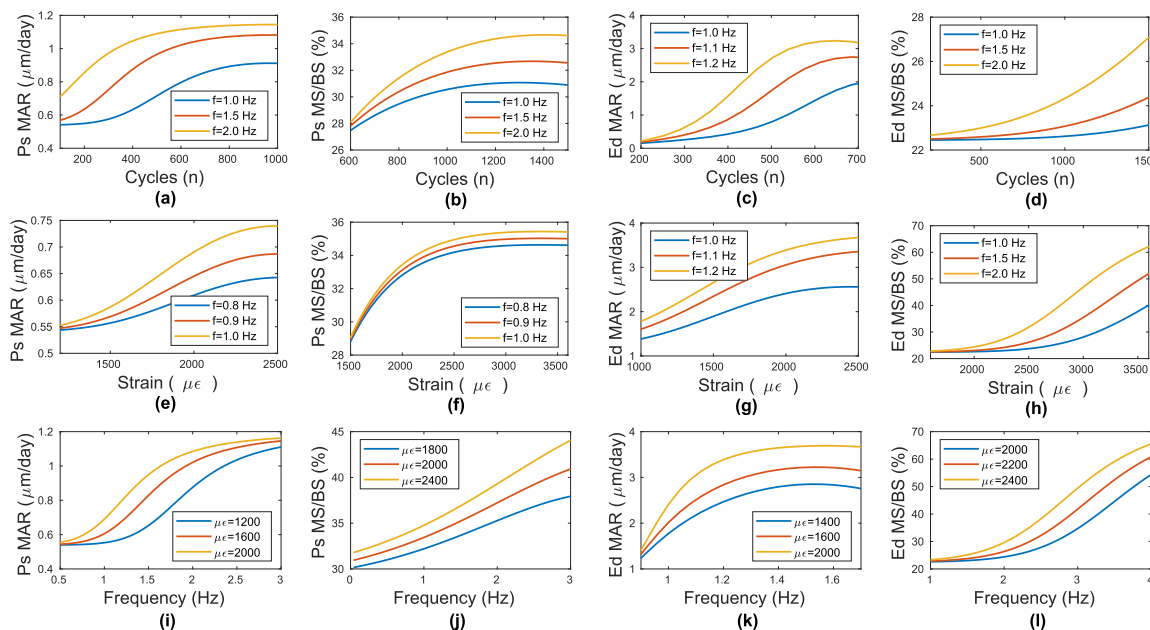 Ps MAR ( μm/day)
1.2
1
0.8
0.6
0.4
200 400 600 800 1000
f=1.0 Hz
f=1.5 Hz
f=2.0 Hz
Cycles (n)
(a)
Ps MS/BS (%)
36
34
32
30
28
26
600 800 1000 1200 1400
f=1.0 Hz
f=1.5 Hz
f=2.0 Hz
Cycles (n)
(b)
Ed MAR ( μm/day)
4
3
2
1
0
200 300 400 500 600 700
f=1.0 Hz
f=1.1 Hz
f=1.2 Hz
Cycles (n)
(c)
Ed MS/BS (%)
28
26
24
22
500 1000 1500
f=1.0 Hz
f=1.5 Hz
f=2.0 Hz
Cycles (n)
(d)
Ps MAR ( μm/day)
0.75
0.7
0.65
0.6
0.55
0.5
1500 2000 2500
f=0.8 Hz
f=0.9 Hz
f=1.0 Hz
Strain ( με)
(e)
Ps MS/BS (%)
36
34
32
30
28
1500 2000 2500 3000 3500
f=0.8 Hz
f=0.9 Hz
f=1.0 Hz
Strain ( με)
(f)
Ed MAR ( μm/day)
4
3
2
1
1000 1500 2000 2500
f=1.0 Hz
f=1.1 Hz
f=1.2 Hz
Strain ( με)
(g)
Ed MS/BS (%)
70
60
50
40
30
20
2000 2500 3000 3500
f=1.0 Hz
f=1.5 Hz
f=2.0 Hz
Strain ( με)
(h)
Ps MAR ( μm/day)
1.2
1
0.8
0.6
0.4
0.5 1 1.5 2 2.5 3
με=1200
με=1600
με=2000
Frequency (Hz)
(i)
Ps MS/BS (%)
45
42
39
36
33
30
0 1 2 3
με=1800
με=2000
με=2400
Frequency (Hz)
(j)
Ed MAR ( μm/day)
4
3
2
1
1 1.2 1.4 1.6
με=1400
με=1600
με=2000
Frequency (Hz)
(k)
Ed MS/BS (%)
70
60
50
40
30
20
1 2 3 4
με=2000
με=2200
με=2400
Frequency (Hz)
(l)